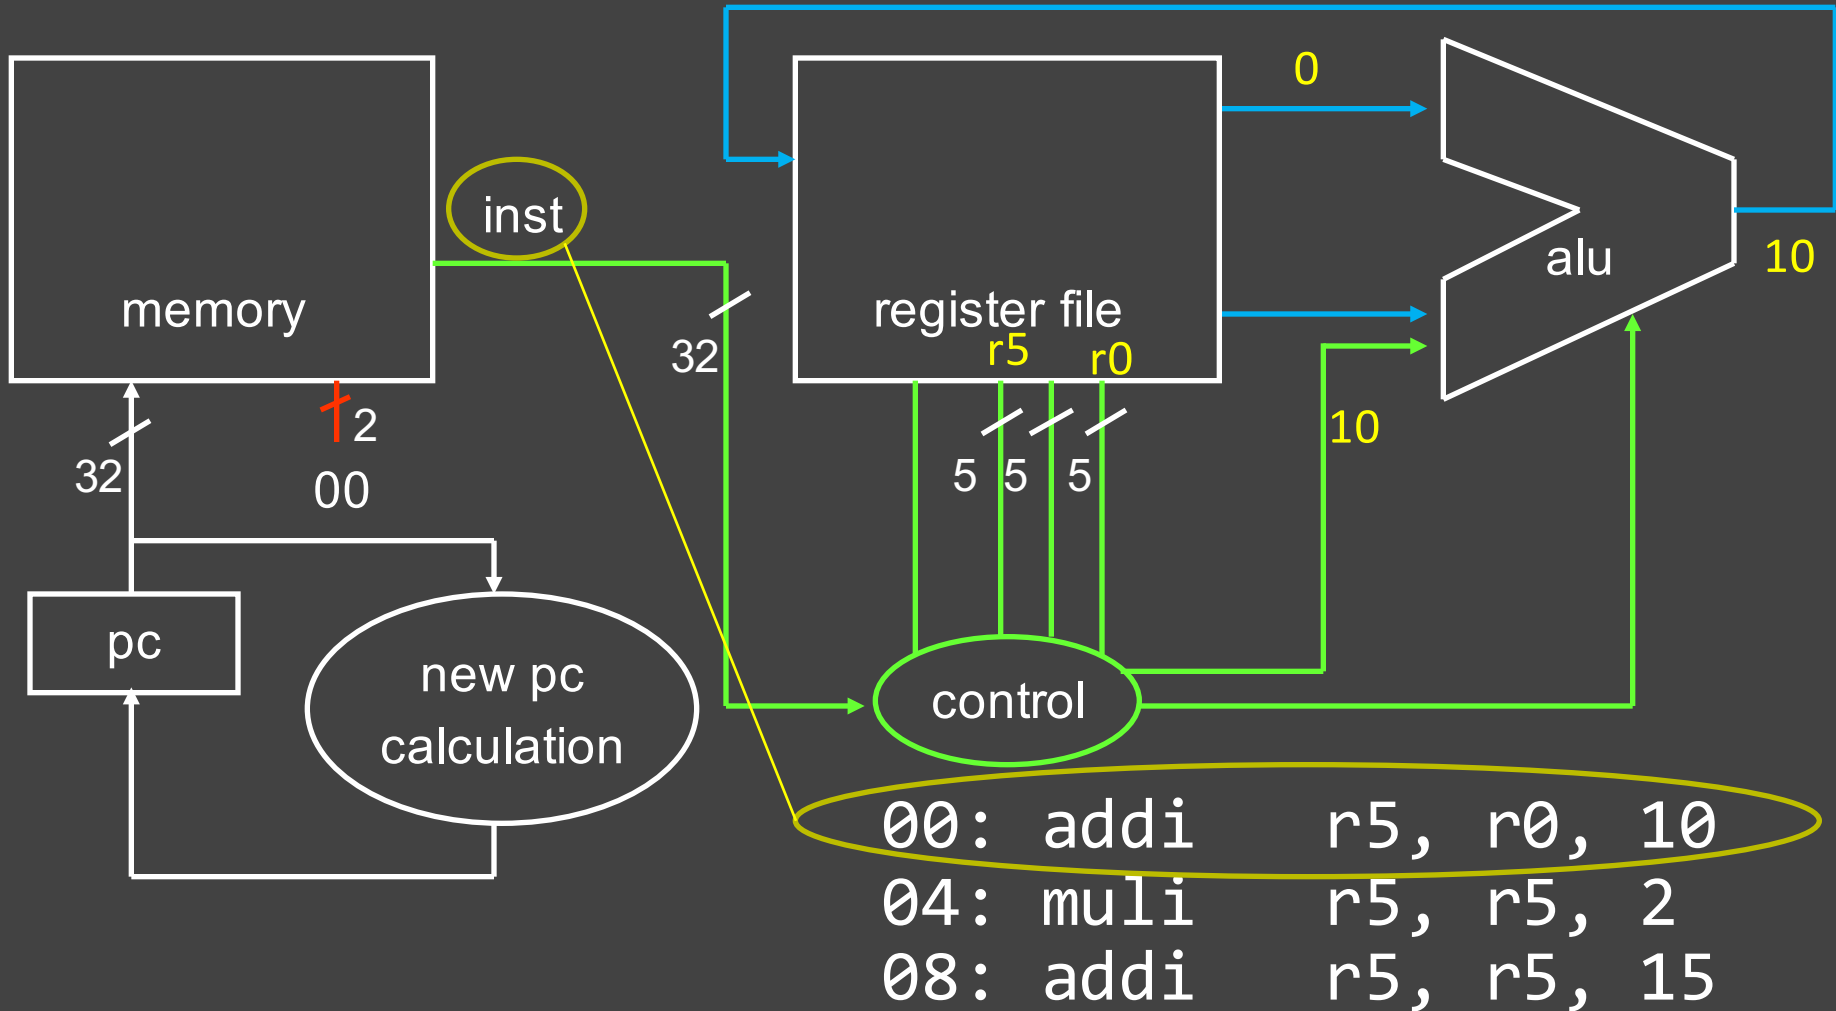 0
inst
alu
10
memory
register file
32
r5
r0
2
10
32
00
5
5
5
pc
new pc
calculation
control
00: addi r5, r0, 10
04: muli r5, r5, 2
08: addi r5, r5, 15